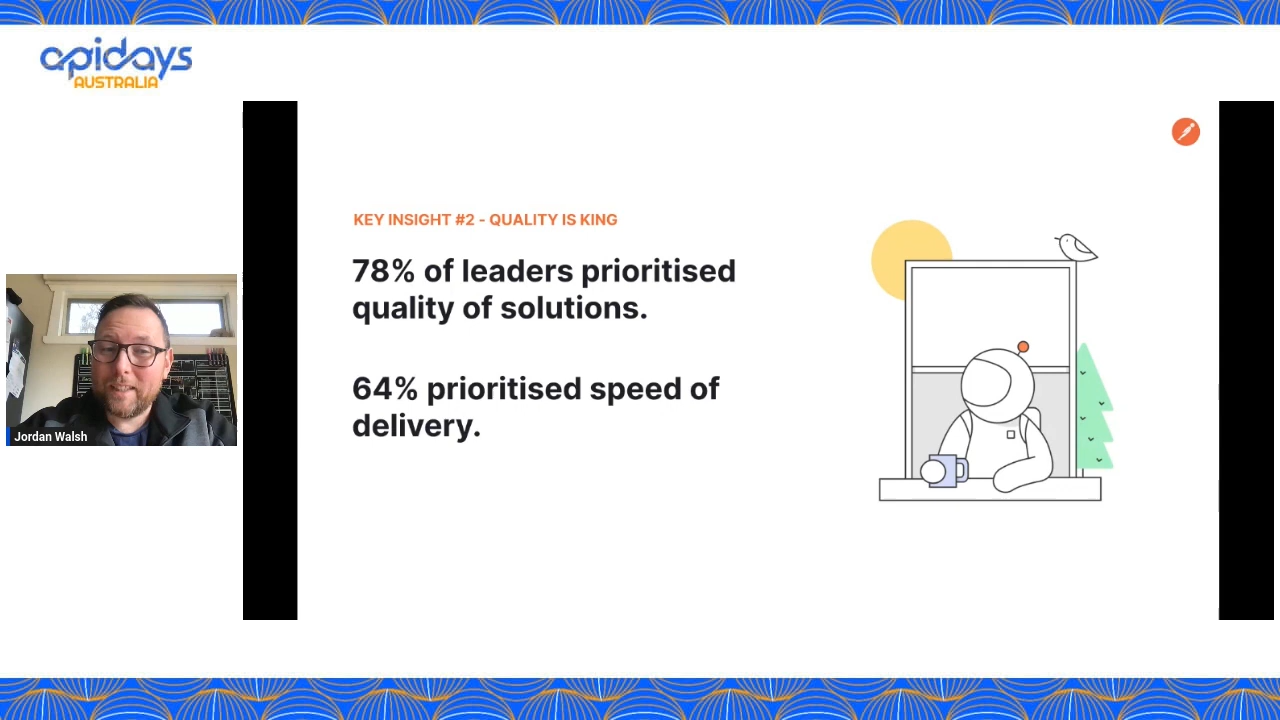 apidays
AUSTRALIA
KEY INSIGHT #2 - QUALITY IS KING
78% of leaders prioritised
quality of solutions.
64% prioritised speed of
delivery.
Jordan Walsh